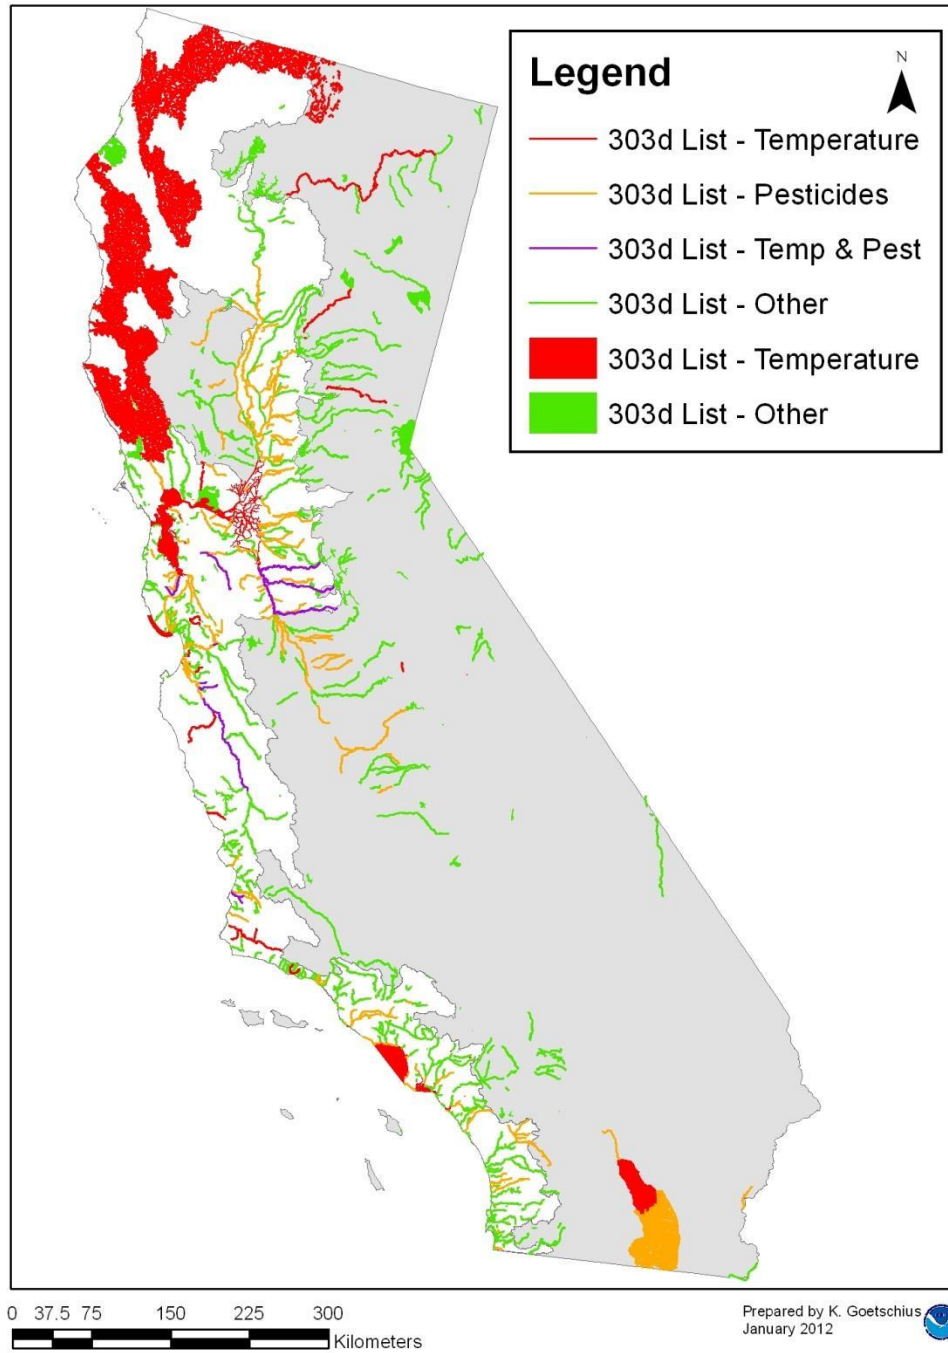 Legend
N
303d List - Temperature
303d List - Pesticides
303d List - Temp & Pest
303d List - Other
303d List - Temperature
303d List - Other
0 37.5 75 150 225 300
Kilometers
Prepared by K. Goetschius
January 2012